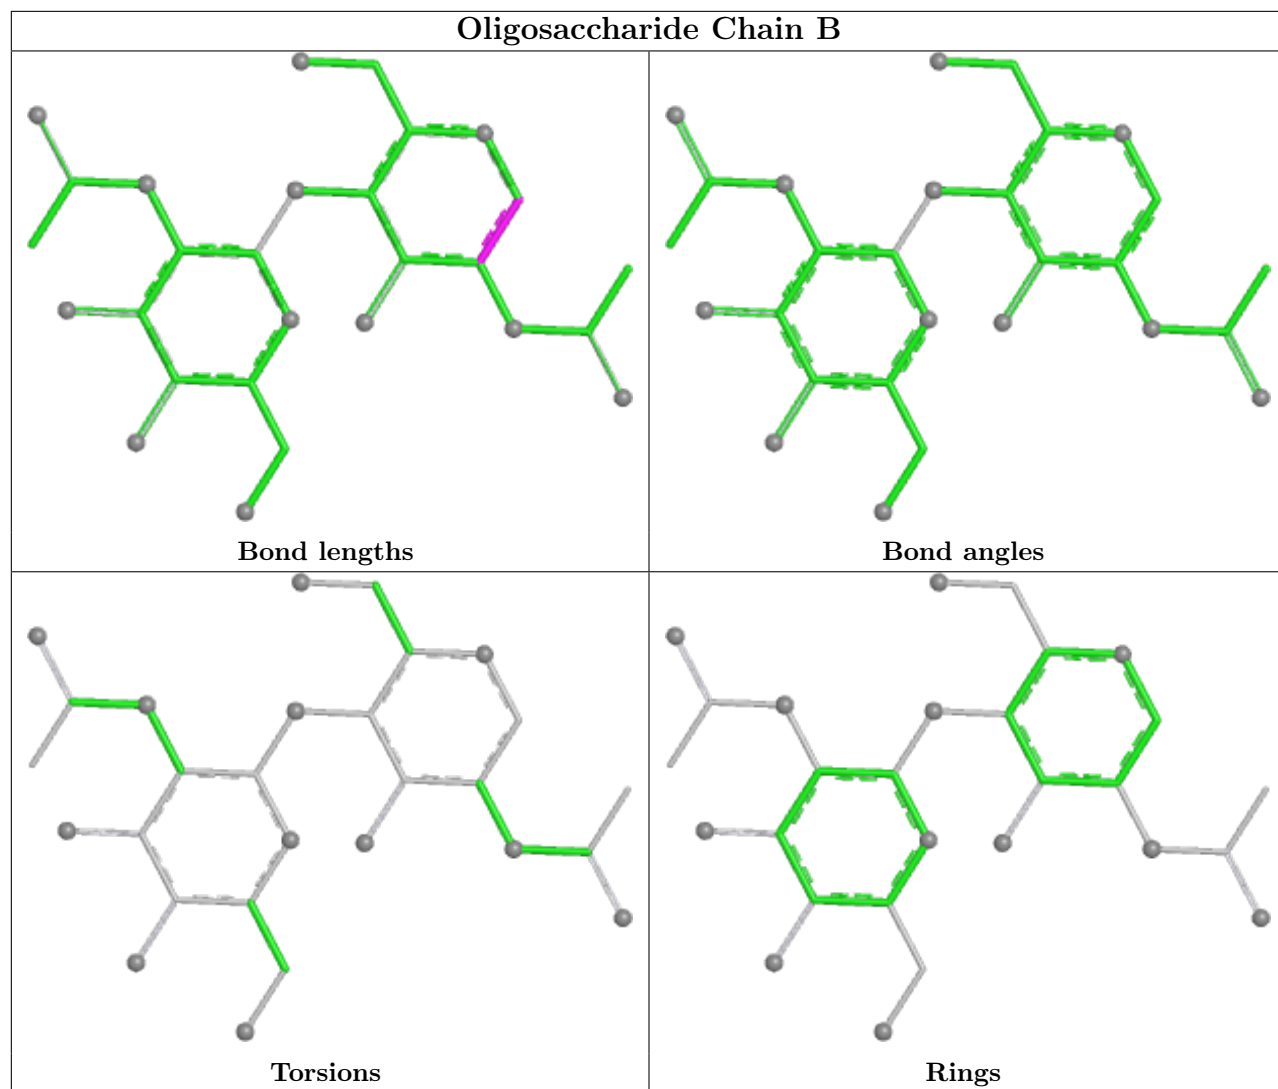 Oligosaccharide Chain B
Bond lengths
Bond angles
Torsions
Rings